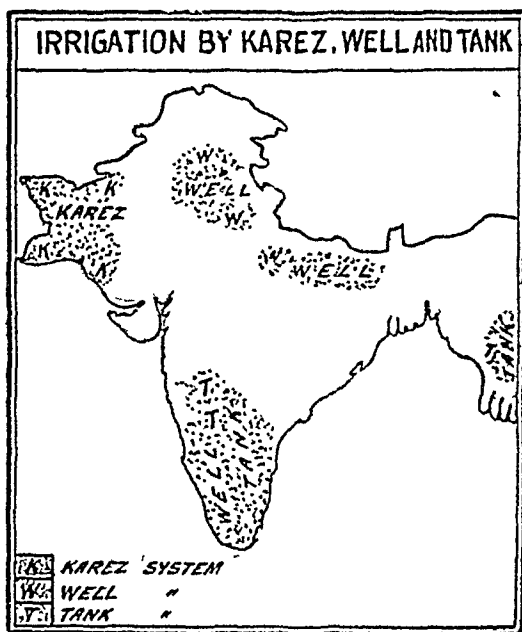 IRRIGATION BY KAREZ, WELL AND TANK
W
WELL
W
K K
KAREZ
K
K
W WELL
TANK
T
T
WELL
TANK
K KAREZ SYSTEM
W WELL "
T TANK "